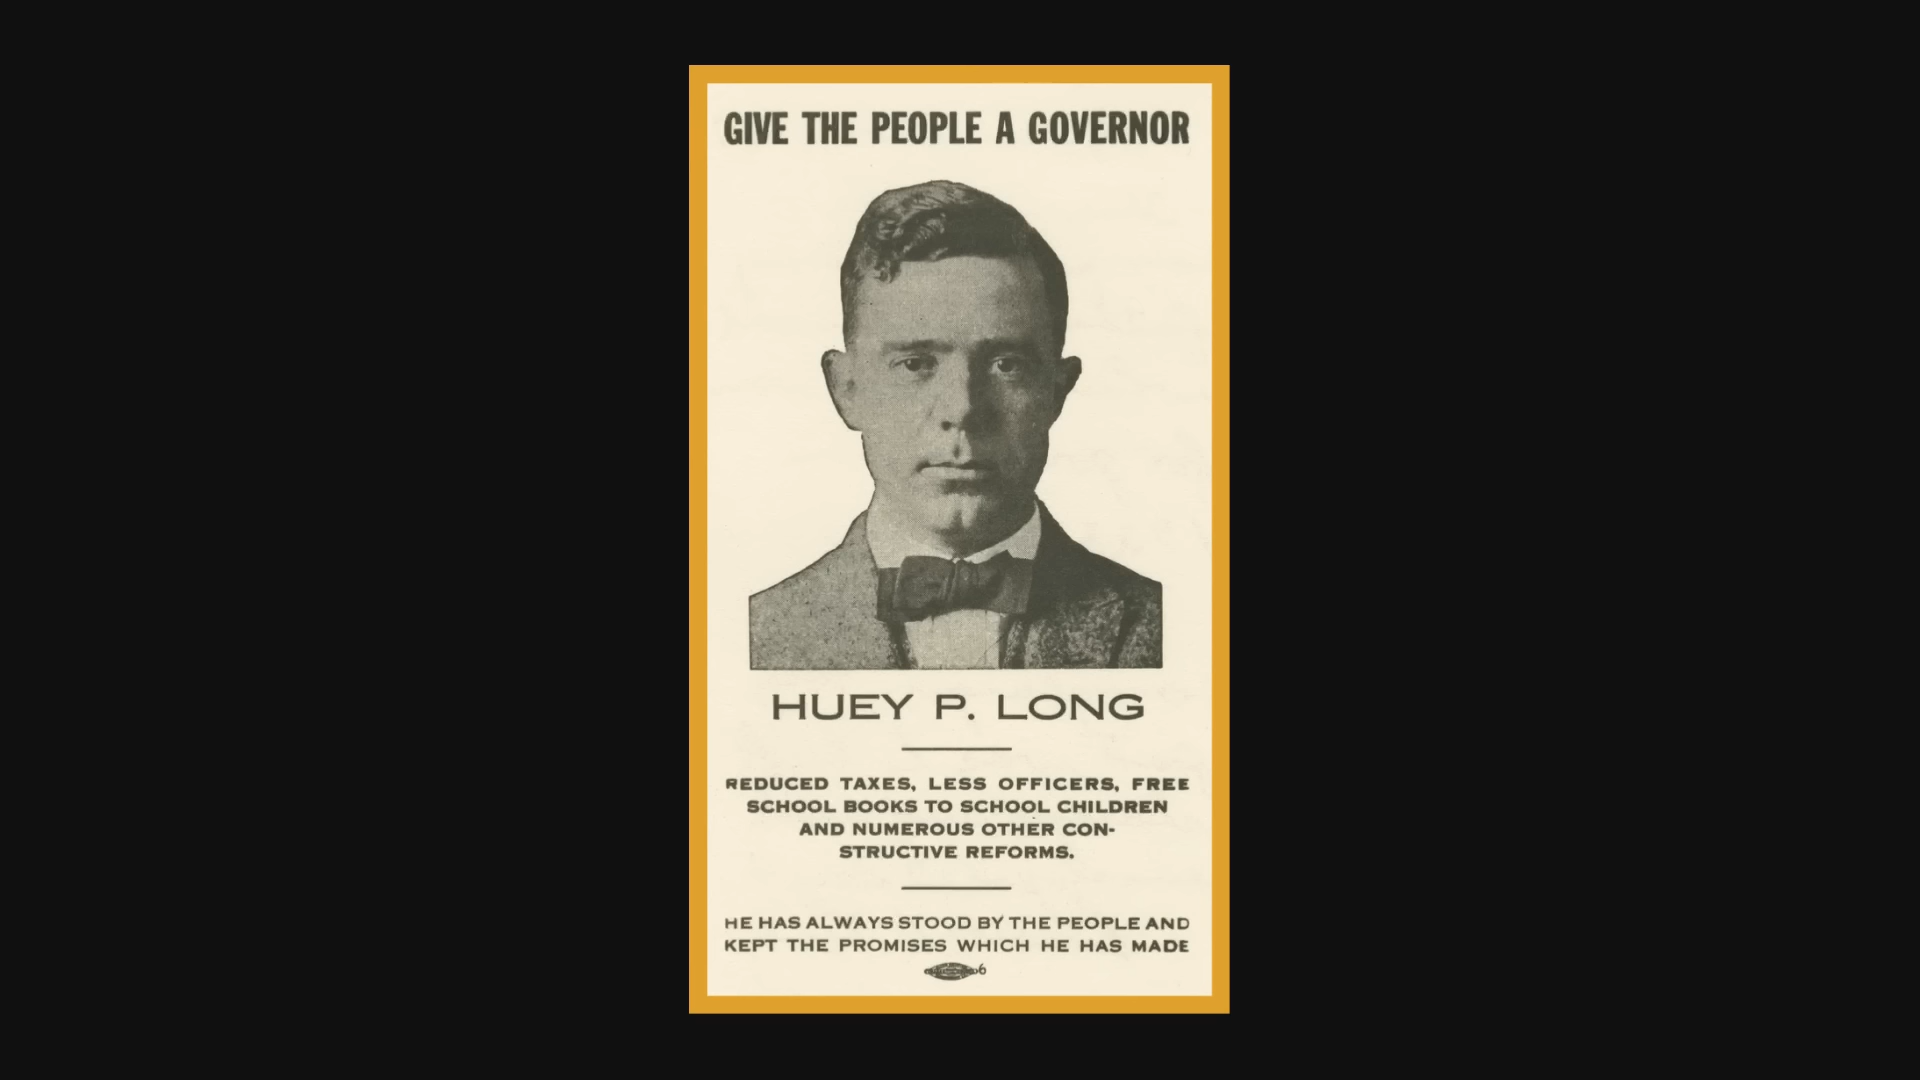 GIVE THE PEOPLE A GOVERNOR
HUEY P. LONG
REDUCED TAXES, LESS OFFICERS, FREE
SCHOOL BOOKS TO SCHOOL CHILDREN
AND NUMEROUS OTHER CON-
STRUCTIVE REFORMS.
HE HAS ALWAYS STOOD BY THE PEOPLE AND
KEPT THE PROMISES WHICH HE HAS MADE
6